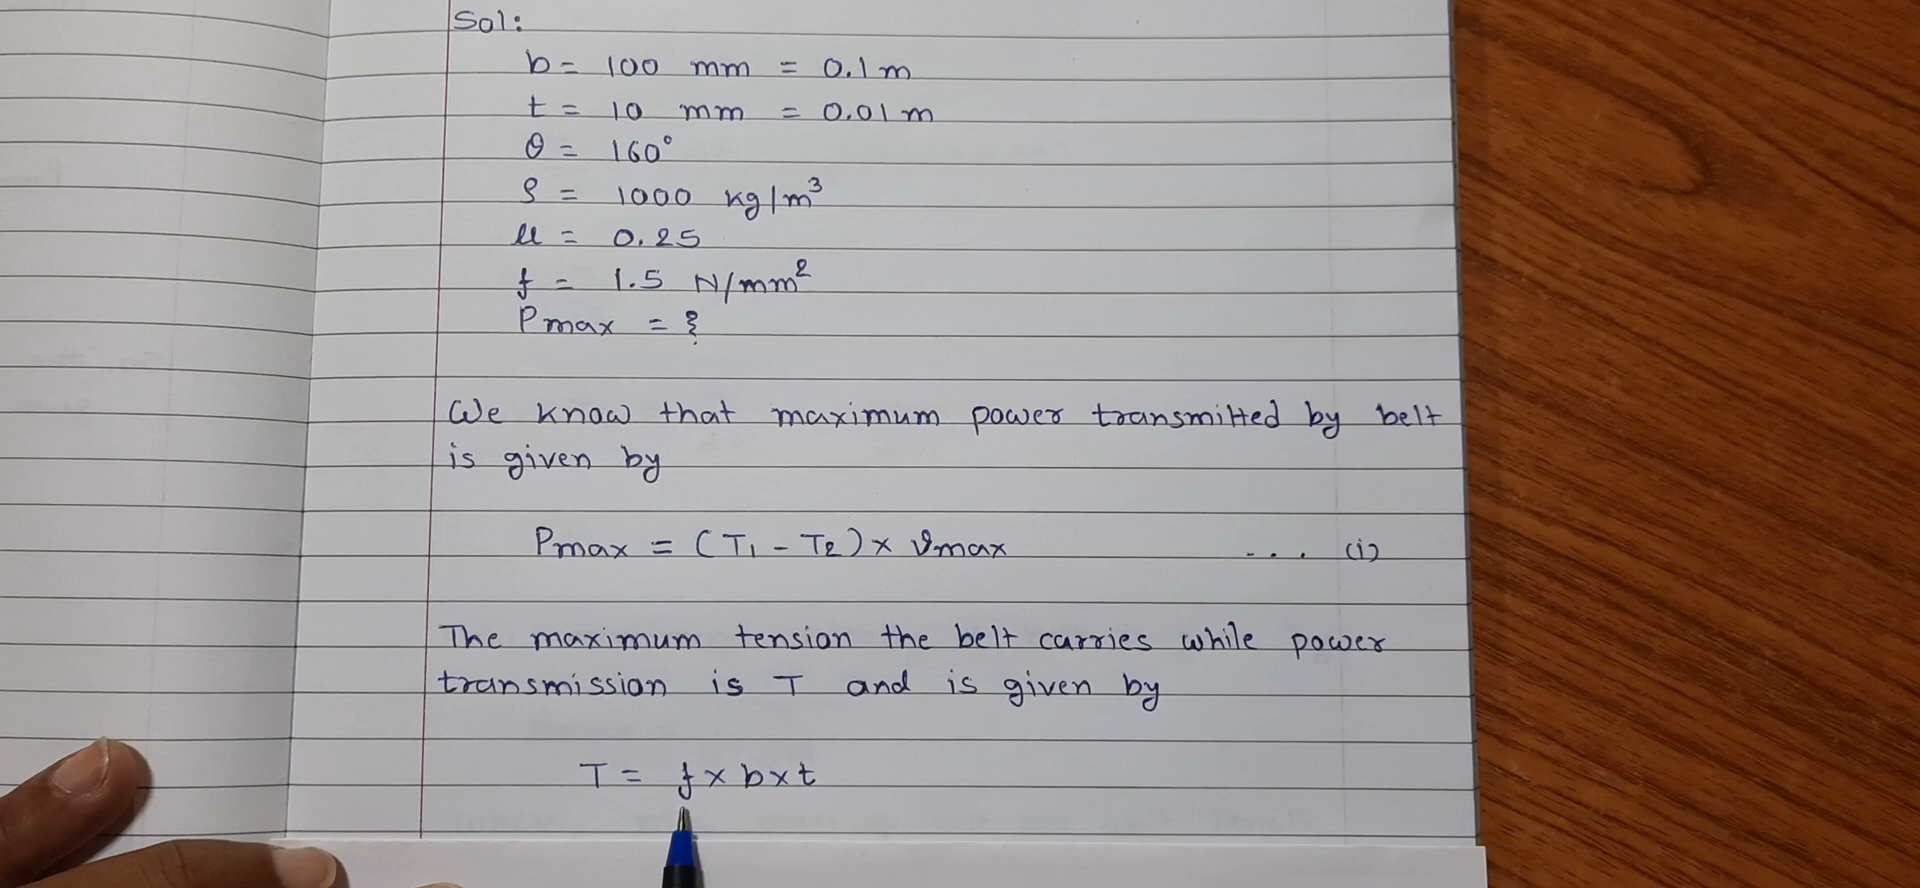 Sol:
b = 100 mm = 0.1 m
t = 10 mm = 0.01 m
θ = 160°
ρ = 1000 kg/m³
μ = 0.25
f = 1.5 N/mm²
Pmax = ?
We know that maximum power transmitted by belt
is given by
Pmax = (T₁ - T₂) × vmax ... (i)
The maximum tension the belt carries while power
transmission is T and is given by
T = f × b × t